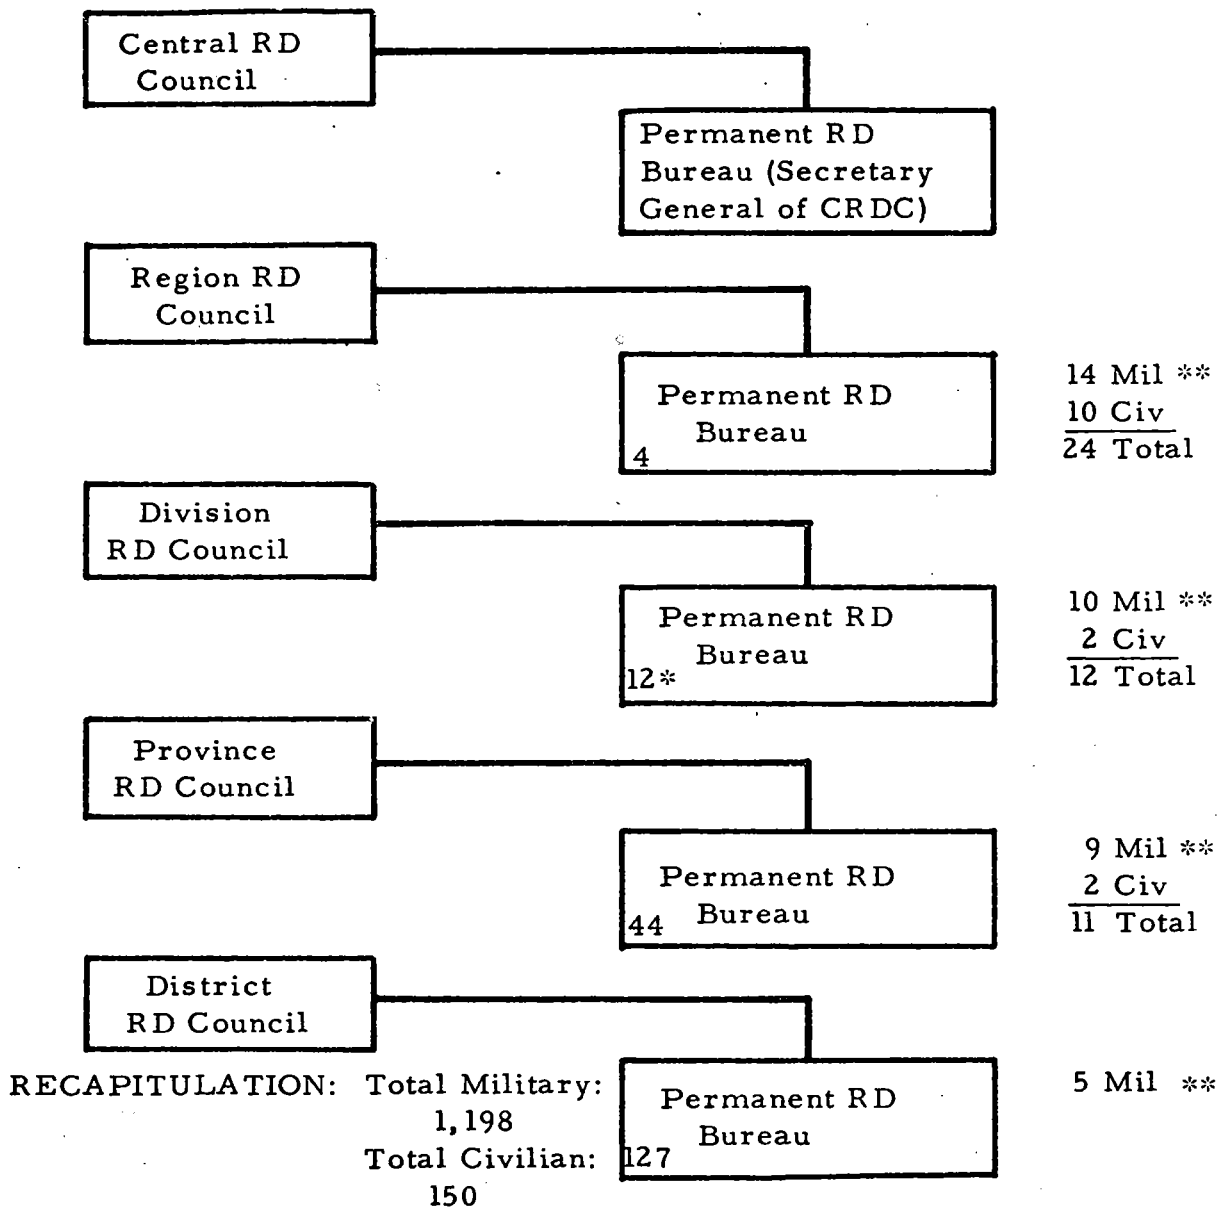 Central RD
Council
Permanent RD
Bureau (Secretary
General of CRDC)
Region RD
Council
Permanent RD
Bureau
4
14 Mil **
10 Civ
24 Total
Division
RD Council
Permanent RD
Bureau
12*
10 Mil **
2 Civ
12 Total
Province
RD Council
Permanent RD
Bureau
44
9 Mil **
2 Civ
11 Total
District
RD Council
Permanent RD
Bureau
127
5 Mil **
RECAPITULATION: Total Military:
1,198
Total Civilian:
150